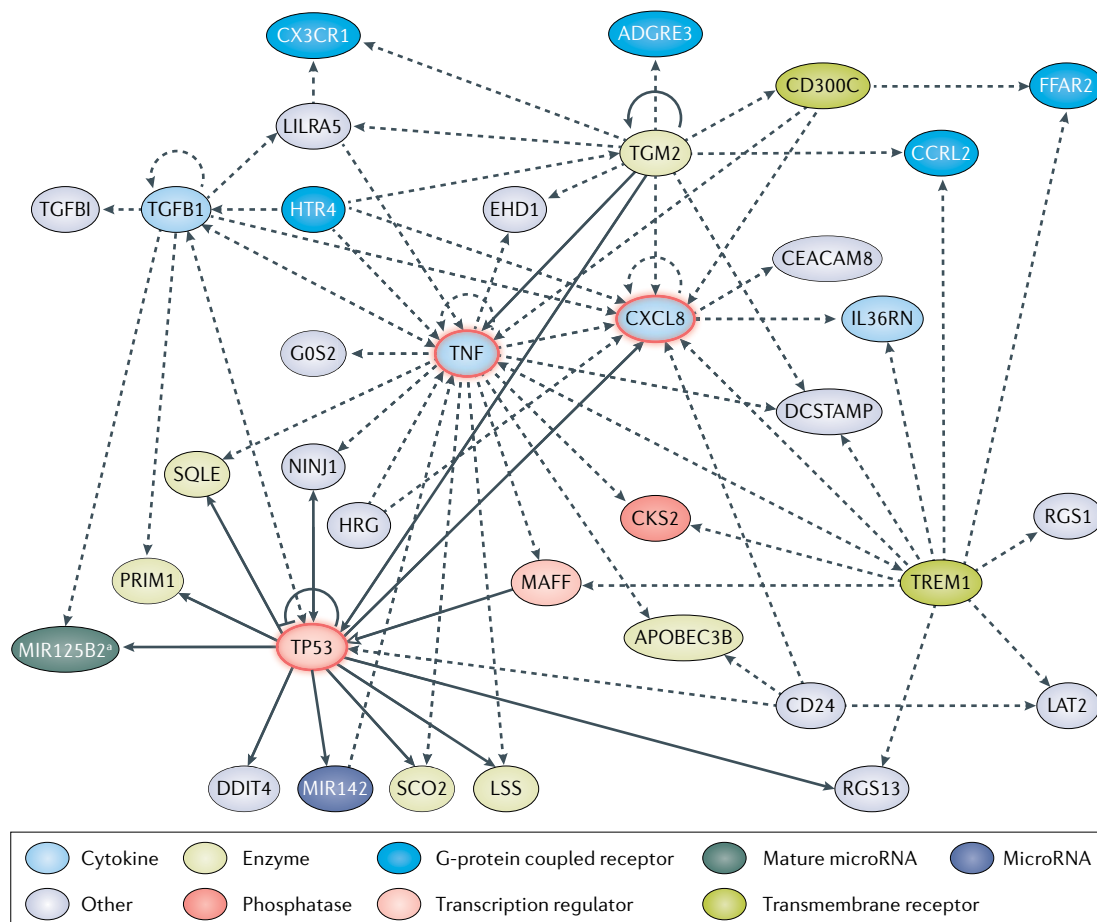 CX3CR1
ADGRE3
CD300C
FFAR2
LILRA5
TGM2
CCRL2
TGFBI
TGFB1
HTR4
EHD1
CEACAM8
G0S2
TNF
CXCL8
IL36RN
DCSTAMP
SQLE
NINJ1
HRG
CKS2
RGS1
PRIM1
MAFF
TREM1
MIR125B2ᵃ
TP53
APOBEC3B
CD24
LAT2
DDIT4
MIR142
SCO2
LSS
RGS13
Cytokine
Enzyme
G-protein coupled receptor
Mature microRNA
MicroRNA
Other
Phosphatase
Transcription regulator
Transmembrane receptor